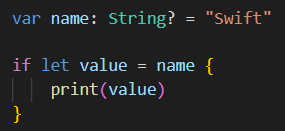 var name: String? = "Swift"
if let value = name {
    print(value)
}